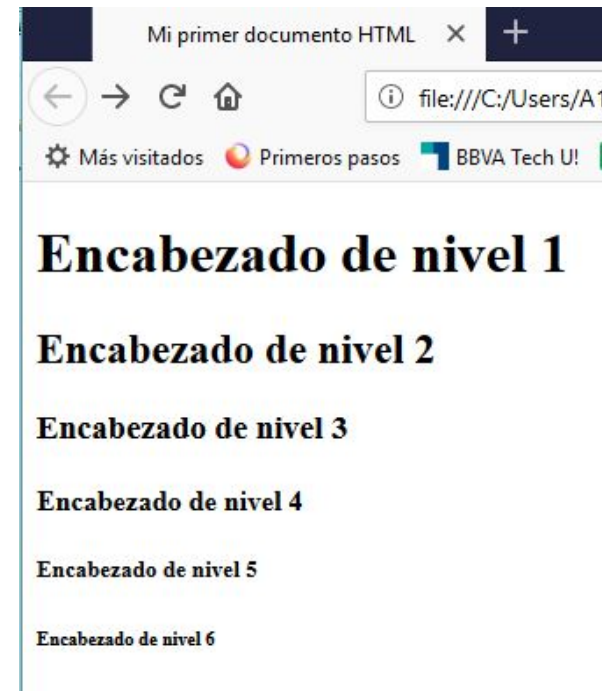 Mi primer documento HTML
file:///C:/Users/A1
Más visitados Primeros pasos BBVA Tech U!
Encabezado de nivel 1
Encabezado de nivel 2
Encabezado de nivel 3
Encabezado de nivel 4
Encabezado de nivel 5
Encabezado de nivel 6